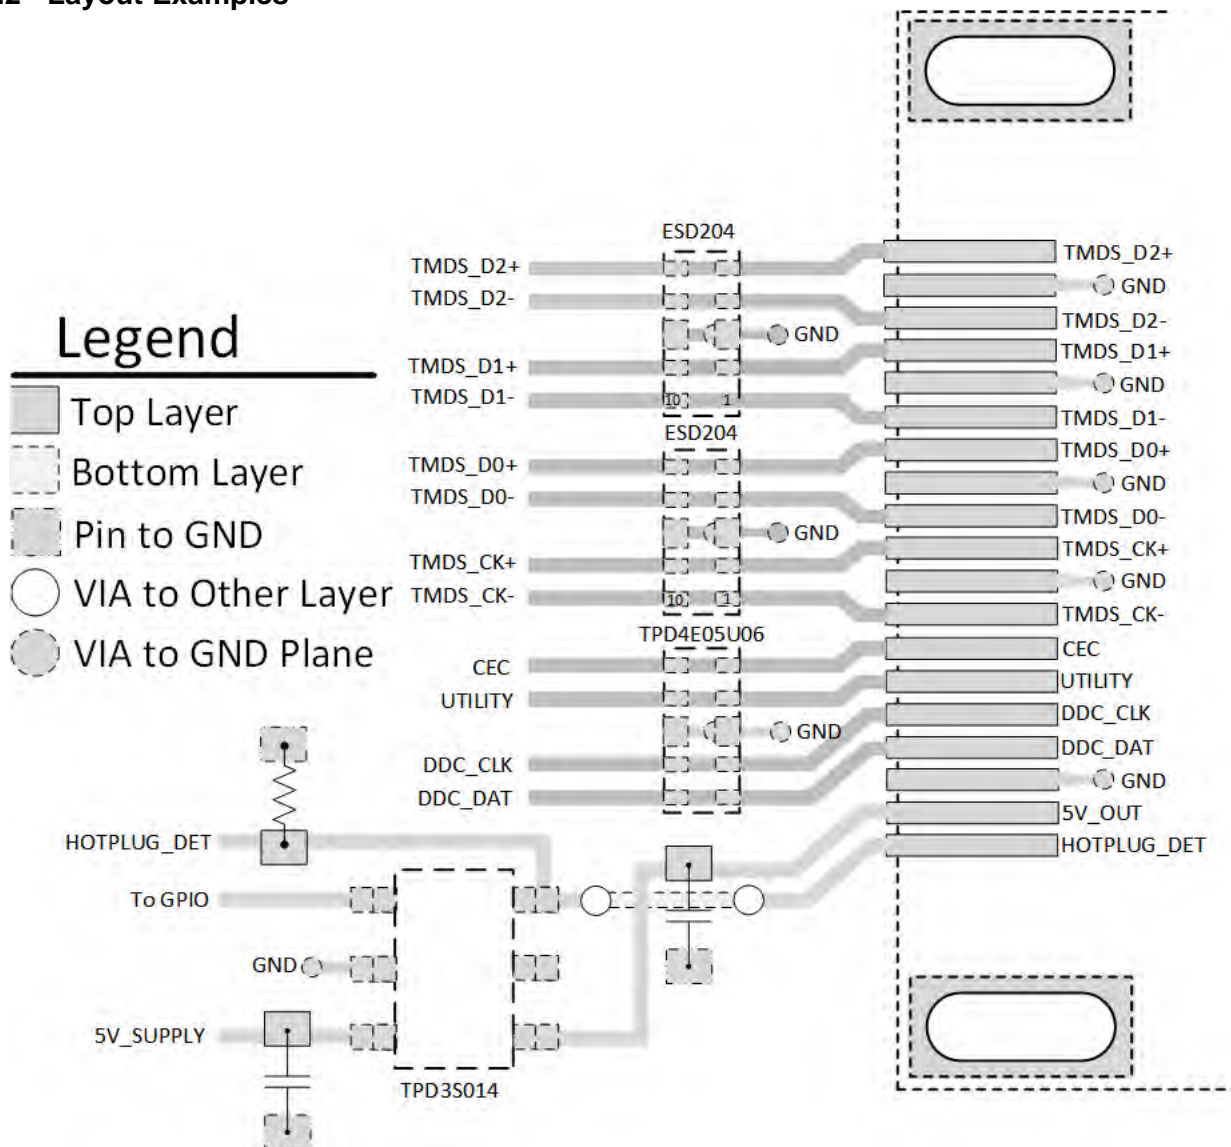 Layout Examples
ESD204
TMDS_D2+
TMDS_D2-
GND
TMDS_D1+
TMDS_D1-
10
1
ESD204
TMDS_D0+
TMDS_D0-
GND
TMDS_CK+
TMDS_CK-
10
1
TPD4E05U06
CEC
UTILITY
GND
DDC_CLK
DDC_DAT
TMDS_D2+
GND
TMDS_D2-
TMDS_D1+
GND
TMDS_D1-
TMDS_D0+
GND
TMDS_D0-
TMDS_CK+
GND
TMDS_CK-
CEC
UTILITY
DDC_CLK
DDC_DAT
GND
5V_OUT
HOTPLUG_DET
Legend
Top Layer
Bottom Layer
Pin to GND
VIA to Other Layer
VIA to GND Plane
HOTPLUG_DET
To GPIO
GND
5V_SUPPLY
TPD3S014